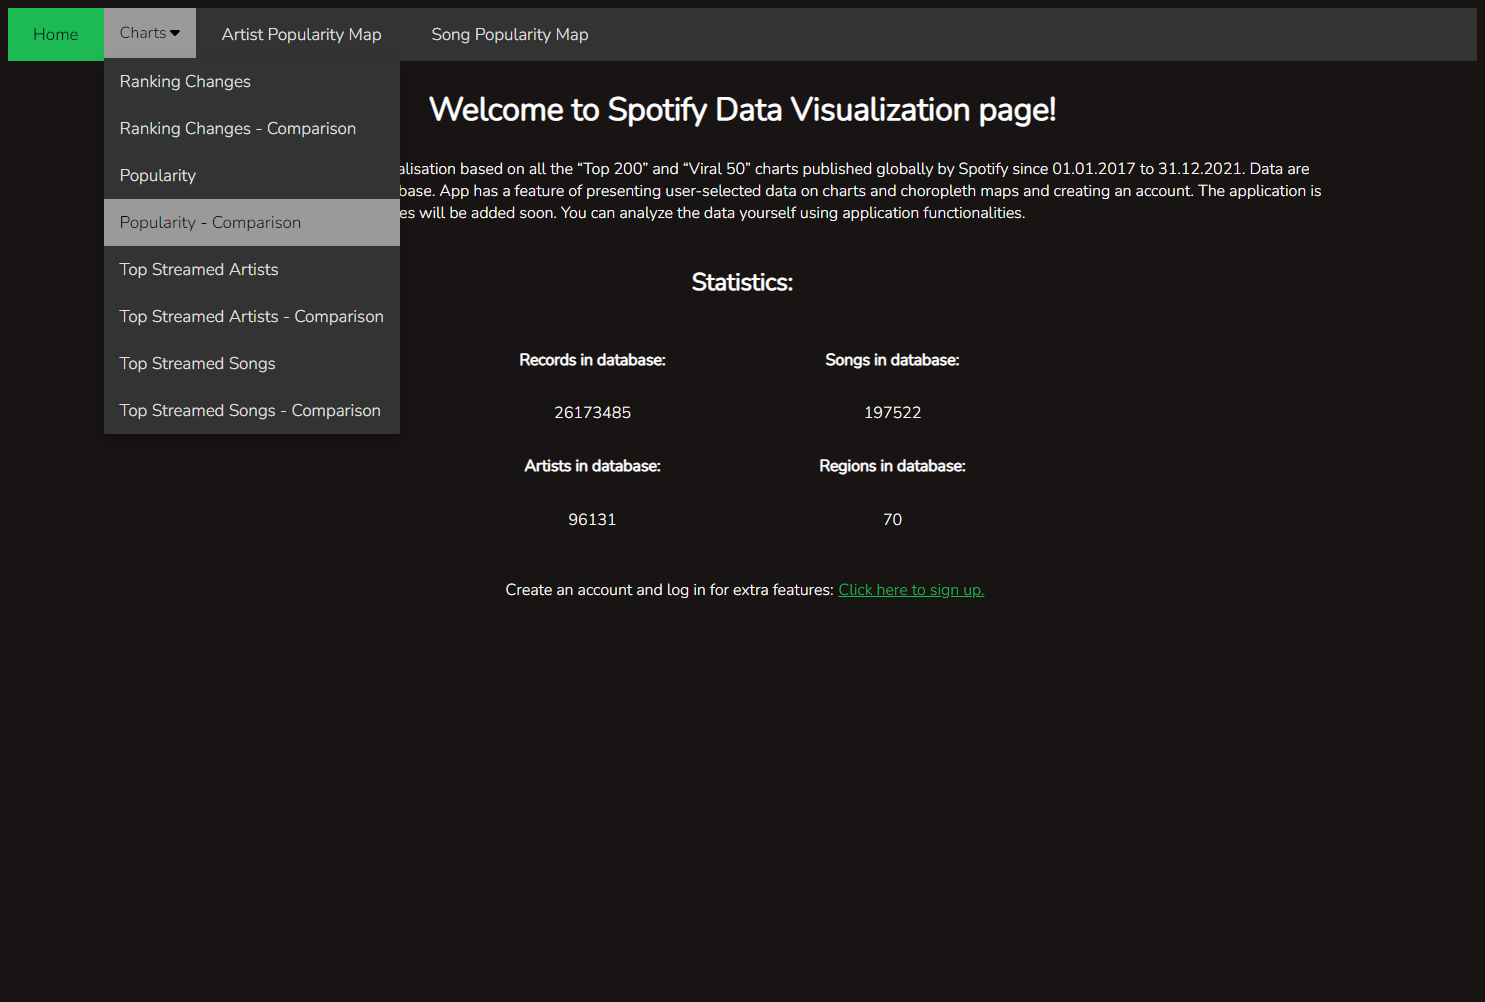 Home
Charts
Artist Popularity Map
Song Popularity Map
Ranking Changes
Ranking Changes - Comparison
Popularity
Popularity - Comparison
Top Streamed Artists
Top Streamed Artists - Comparison
Top Streamed Songs
Top Streamed Songs - Comparison
Welcome to Spotify Data Visualization page!
alisation based on all the “Top 200” and “Viral 50” charts published globally by Spotify since 01.01.2017 to 31.12.2021. Data are
base. App has a feature of presenting user-selected data on charts and choropleth maps and creating an account. The application is
es will be added soon. You can analyze the data yourself using application functionalities.
Statistics:
Records in database:
26173485
Songs in database:
197522
Artists in database:
96131
Regions in database:
70
Create an account and log in for extra features: Click here to sign up.